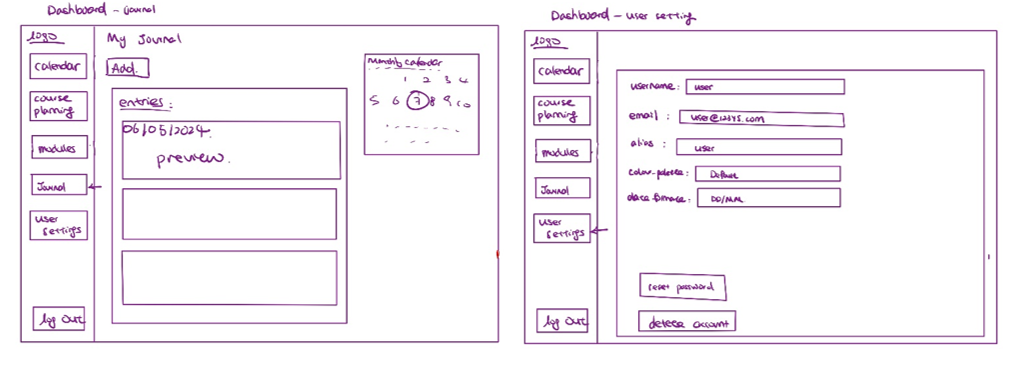 Dashboard - journal
logo
My Journal
calendar
Add.
course
planning
modules
Journal
user
settings
log out
entries:
06/05/2024.
preview.
Monthly calendar
1 2 3 4
5 6 7 8 9 10
Dashboard - user setting
logo
calendar
course
planning
modules
Journal
user
settings
log out
username: user
email: user@123ys.com
alias: user
color-palette: Default
date format: DD/MM
reset password
delete account